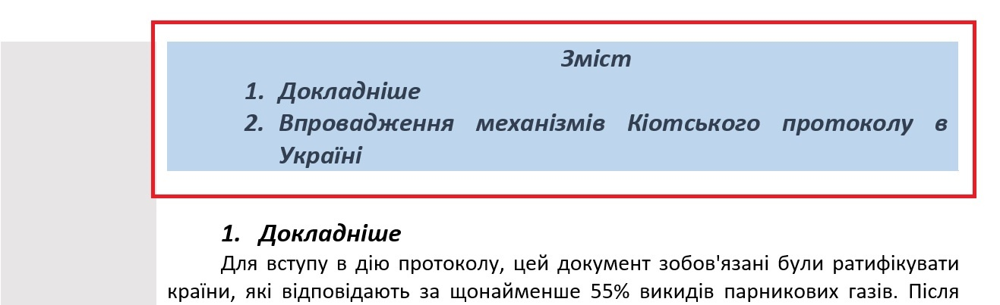 Зміст
1. Докладніше
2. Впровадження механізмів Кіотського протоколу в
Україні
1. Докладніше
Для вступу в дію протоколу, цей документ зобов'язані були ратифікувати
країни, які відповідають за щонайменше 55% викидів парникових газів. Після